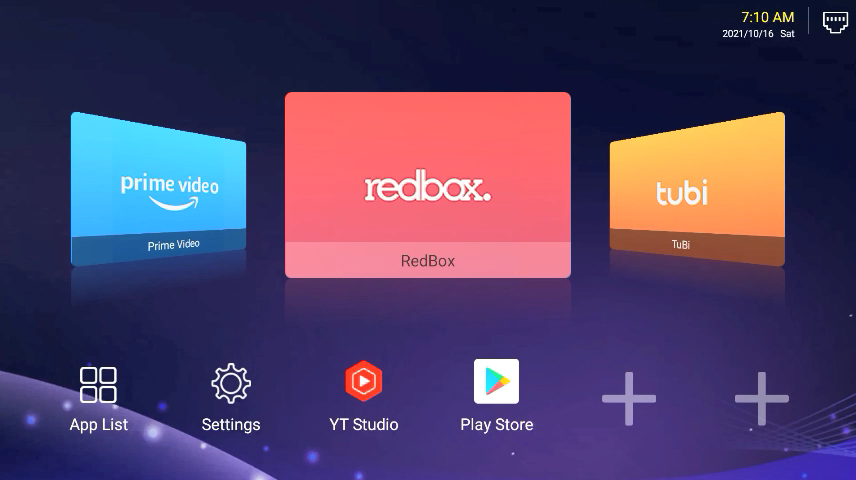 7:10 AM
2021/10/16 Sat
prime video
Prime Video
redbox.
RedBox
tubi
TuBi
App List
Settings
YT Studio
Play Store